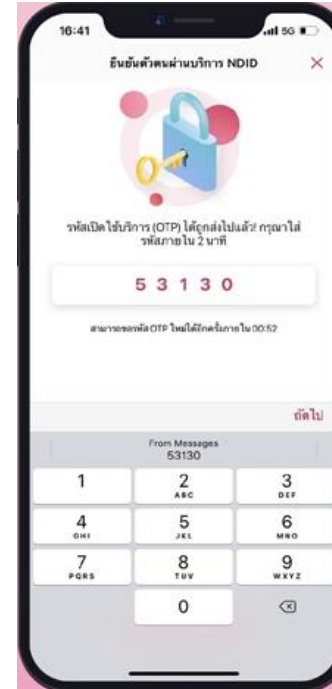 16:41
5G
ยืนยันตัวตนผ่านบริการ NDID
รหัสเปิดใช้บริการ (OTP) ได้ถูกส่งไปแล้ว! กรุณาใส่
รหัสภายใน 2 นาที
5 3 1 3 0
สามารถขอรหัส OTP ใหม่ได้อีกครั้งภายใน 00:52
ถัดไป
From Messages
53130
1 2 3
ABC DEF
4 5 6
GHI JKL MNO
7 8 9
PQRS TUV WXYZ
0